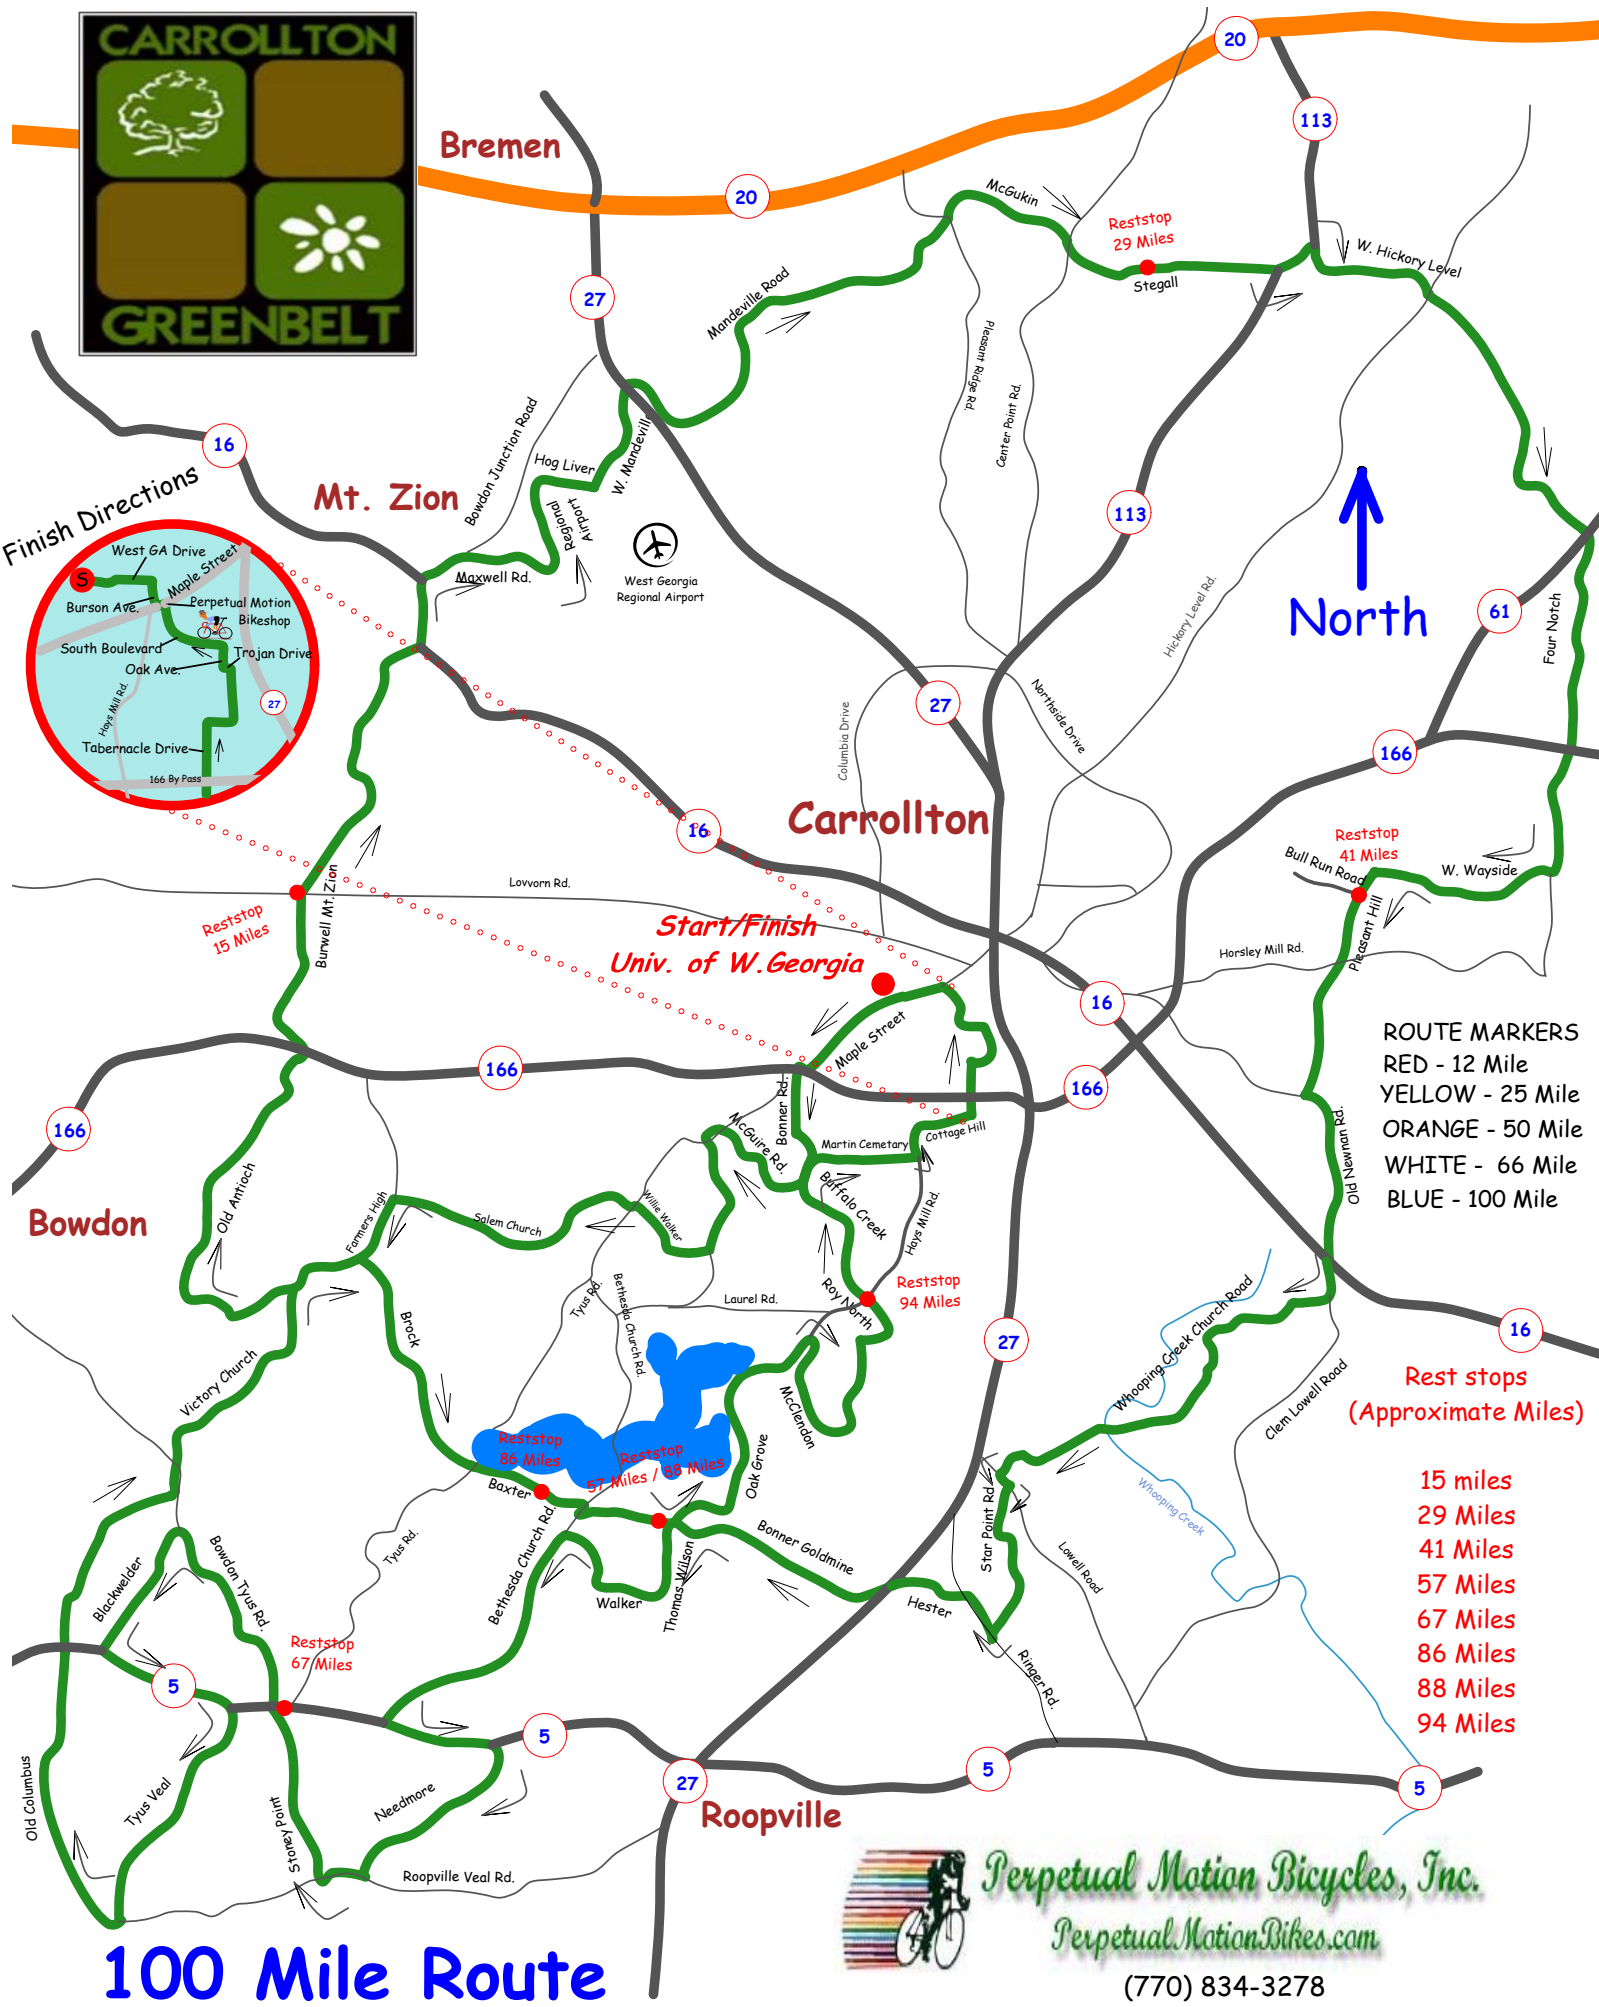 CARROLLTON
GREENBELT
Bremen
20
20
113
27
McGukin
Reststop
29 Miles
Stegall
W. Hickory Level
Mandeville Road
Pleasant Ridge Rd.
Center Point Rd.
16
Mt. Zion
Bowdon Junction Road
Hog Liver
W. Mandeville
Regional
Airport
Maxwell Rd.
West Georgia
Regional Airport
113
North
Hickory Level Rd.
61
Four Notch
166
Finish Directions
West GA Drive
Maple Street
S
Burson Ave.
Perpetual Motion
Bikeshop
South Boulevard
Trojan Drive
Oak Ave.
Hays Mill Rd.
27
Tabernacle Drive
166 By Pass
27
Columbia Drive
Northside Drive
16
Carrollton
Reststop
41 Miles
Bull Run Road
W. Wayside
Pleasant Hill
Horsley Mill Rd.
Lovvorn Rd.
Reststop
15 Miles
Burwell Mt. Zion
Start/Finish
Univ. of W.Georgia
Maple Street
16
166
166
166
ROUTE MARKERS
RED - 12 Mile
YELLOW - 25 Mile
ORANGE - 50 Mile
WHITE - 66 Mile
BLUE - 100 Mile
Old Newnan Rd.
Bonner Rd.
McGuire Rd.
Martin Cemetary
Cottage Hill
Buffalo Creek
Hays Mill Rd.
Bowdon
Old Antioch
Farmers High
Salem Church
Willie Walker
Tyus Rd.
Bethesda Church Rd.
Laurel Rd.
Roy North
Reststop
94 Miles
27
16
Whooping Creek Church Road
Clem Lowell Road
Whooping Creek
Brock
Victory Church
McClendon
Reststop
86 Miles
Reststop
57 Miles / 88 Miles
Oak Grove
Baxter
Bethesda Church Rd.
Bonner Goldmine
Walker
Thomas Wilson
Star Point Rd.
Lowell Road
Hester
Ringer Rd.
Tyus Rd.
Bowdon Tyus Rd.
Blackwelder
Reststop
67 Miles
5
5
5
5
27
Roopville
Old Columbus
Tyus Veal
Stoney Point
Needmore
Roopville Veal Rd.
Rest stops
(Approximate Miles)
15 miles
29 Miles
41 Miles
57 Miles
67 Miles
86 Miles
88 Miles
94 Miles
100 Mile Route
Perpetual Motion Bicycles, Inc.
PerpetualMotionBikes.com
(770) 834-3278